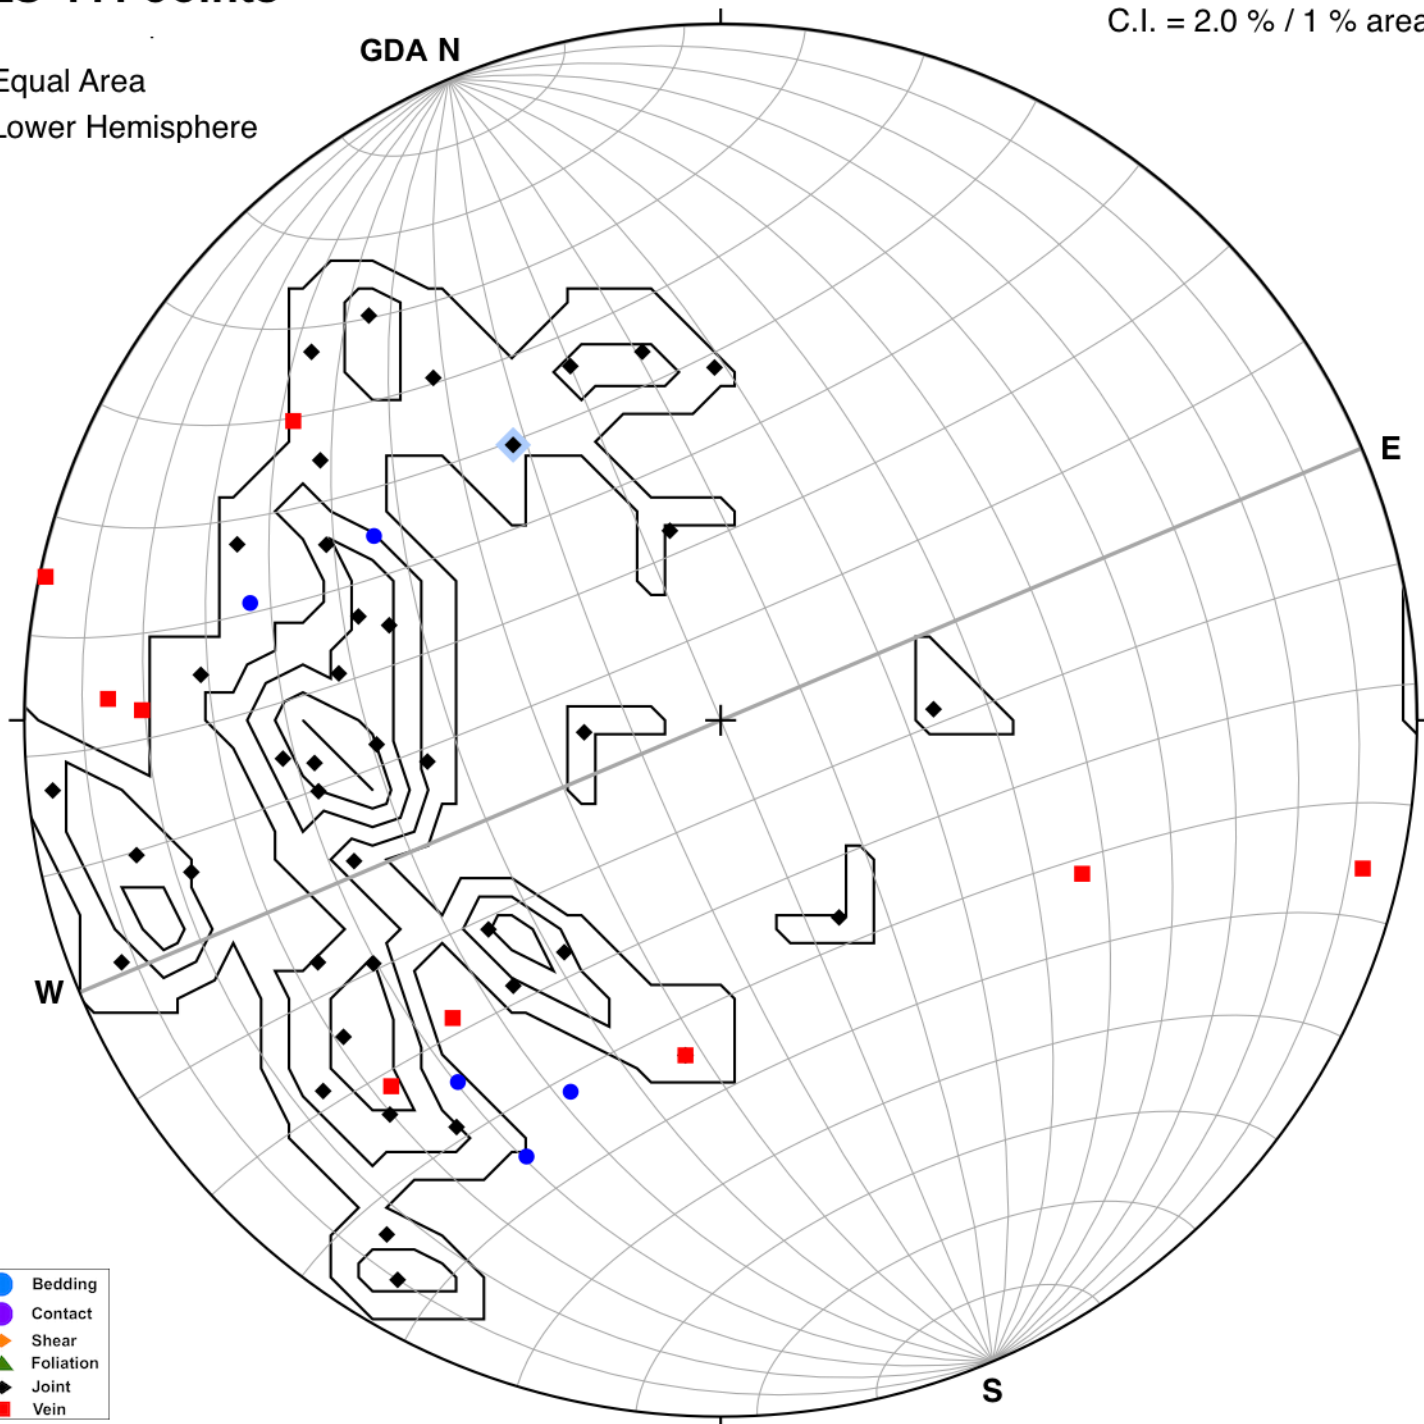 GDA N
C.I. = 2.0 % / 1 % area
Equal Area
Lower Hemisphere
E
W
S
Bedding
Contact
Shear
Foliation
Joint
Vein